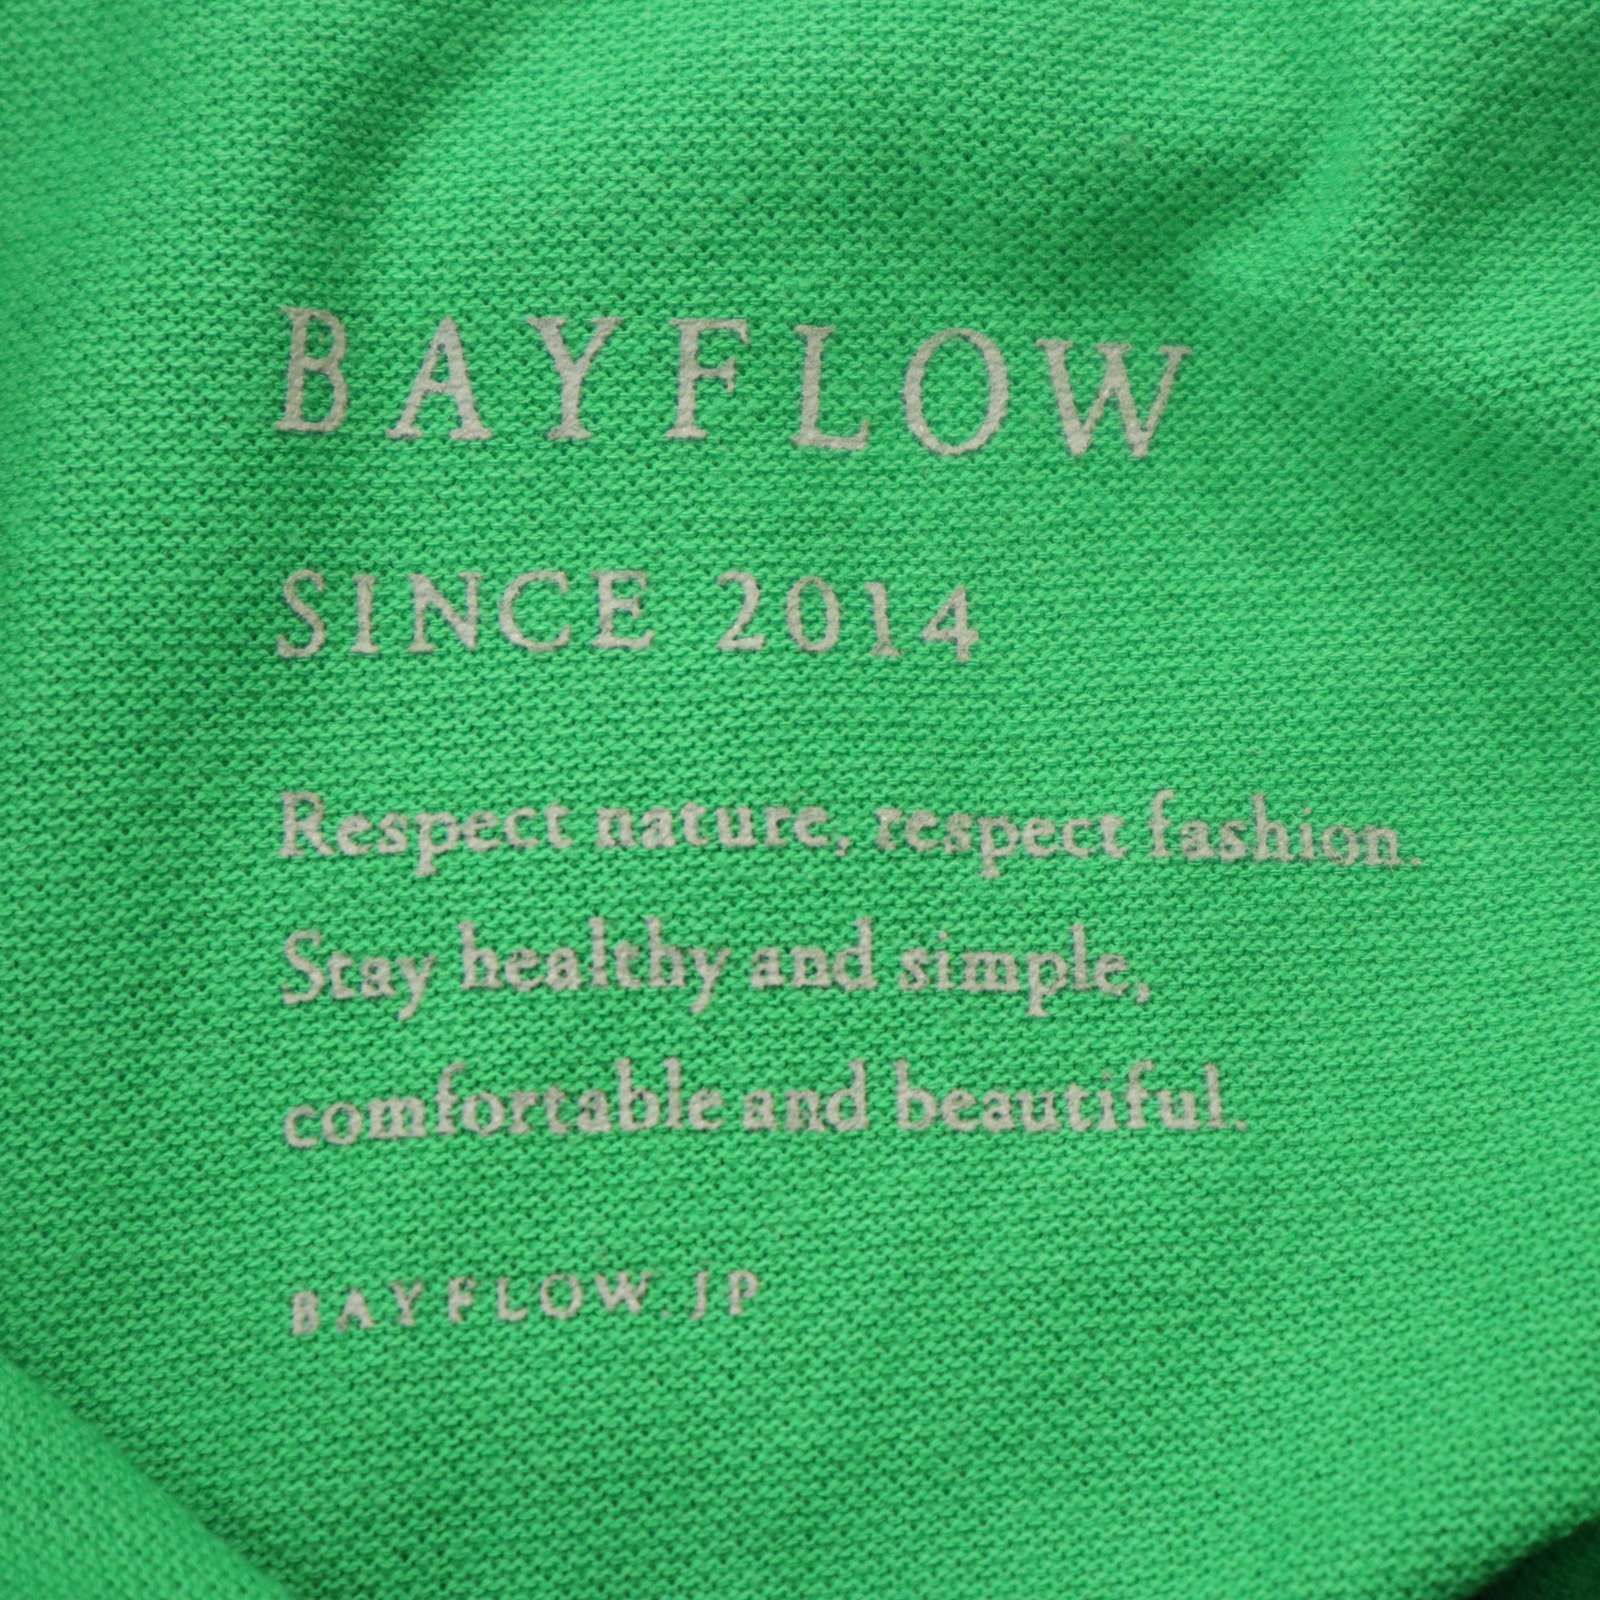 BAYFLOW
SINCE 2014
Respect nature, respect fashion.
Stay healthy and simple,
comfortable and beautiful.
BAYFLOW.JP